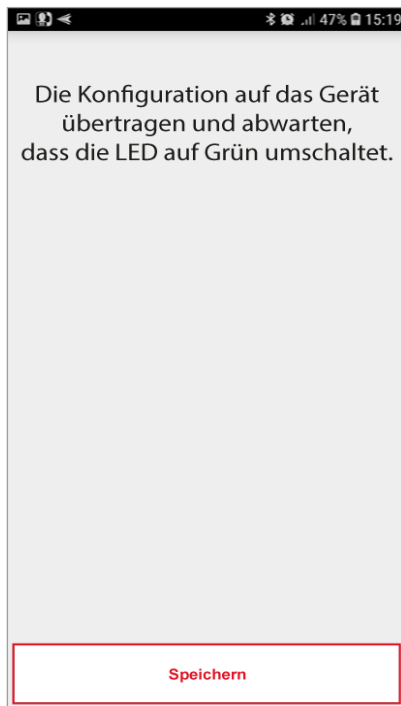 47% 15:19
Die Konfiguration auf das Gerät
übertragen und abwarten,
dass die LED auf Grün umschaltet.
Speichern